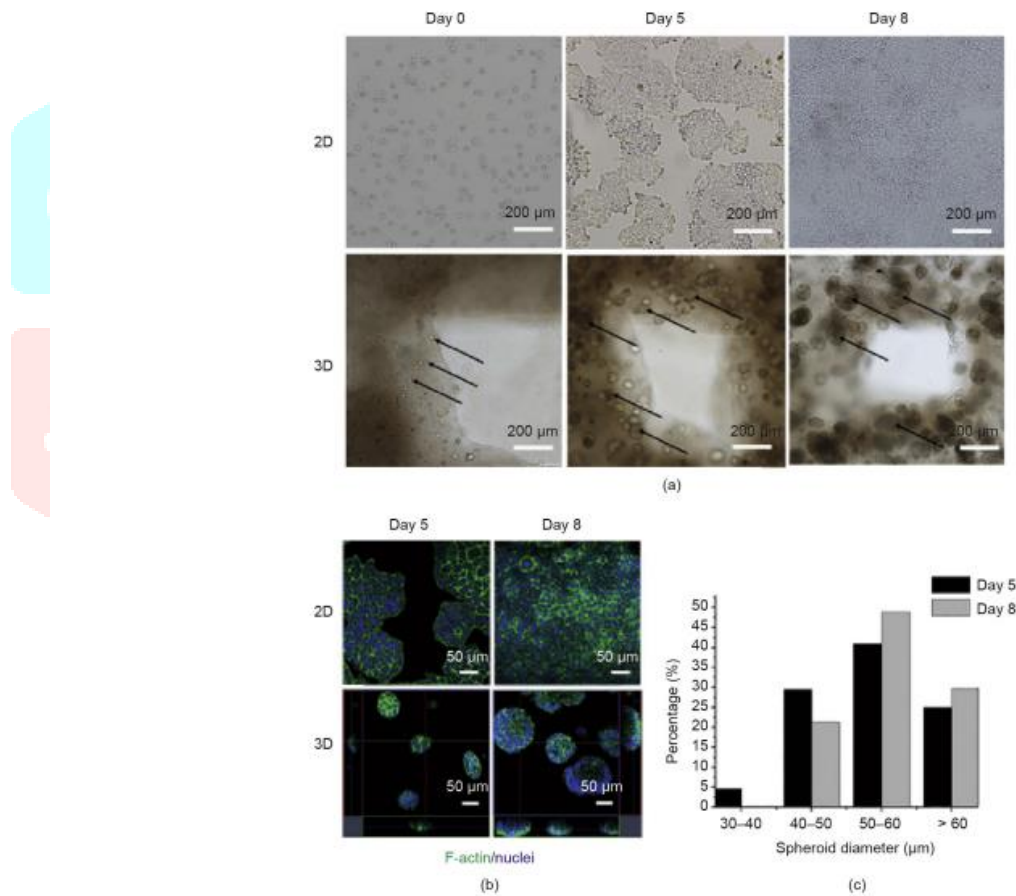 Day 0 Day 5 Day 8
2D
200 µm 200 µm 200 µm
3D
200 µm 200 µm 200 µm
(a)
Day 5 Day 8
2D
50 µm 50 µm
3D
50 µm 50 µm
F-actin/nuclei
(b)
Day 5
Day 8
Percentage (%)
50
45
40
35
30
25
20
15
10
5
0
30–40 40–50 50–60 > 60
Spheroid diameter (µm)
(c)